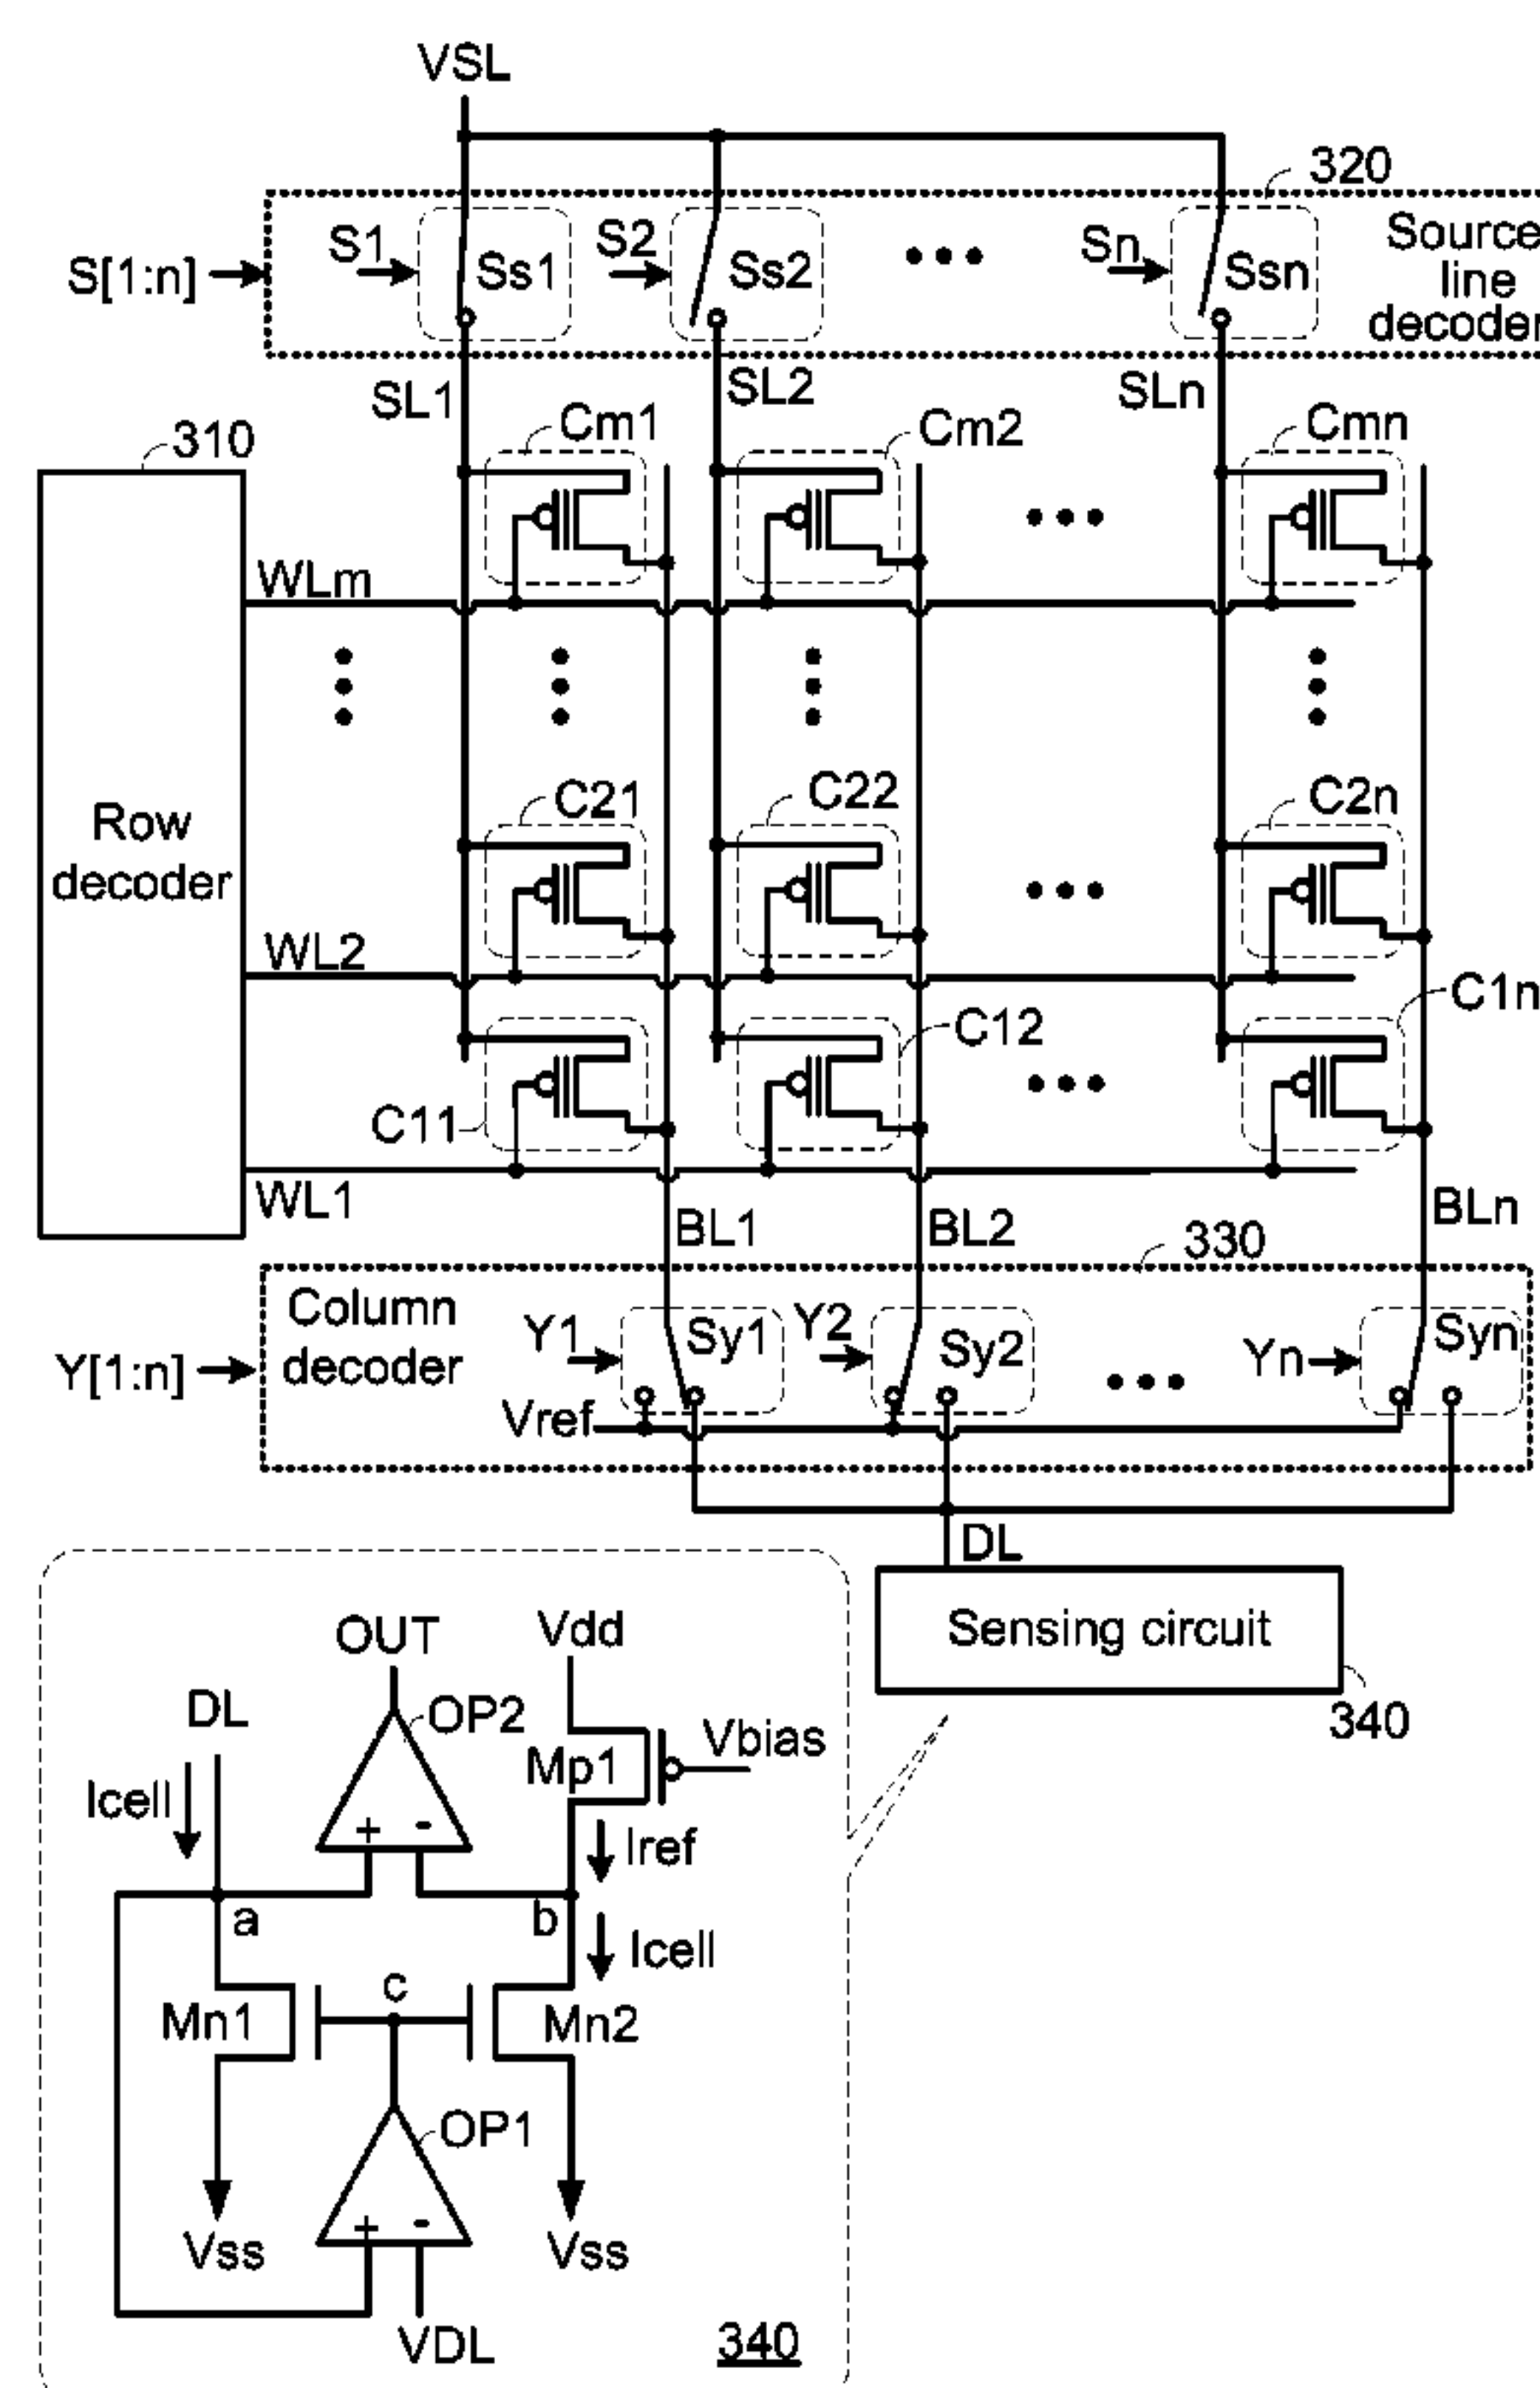 VSL
320
S[1:n]
S1
Ss1
S2
Ss2
Sn
Ssn
Source
line
decoder
SL1
SL2
SLn
310
Cm1
Cm2
Cmn
WLm
Row
decoder
C21
C22
C2n
WL2
C1n
C12
C11
WL1
BL1
BL2
BLn
330
Column
decoder
Y[1:n]
Y1
Sy1
Y2
Sy2
Yn
Syn
Vref
DL
Sensing circuit
340
OUT
Vdd
DL
OP2
Mp1
Vbias
Icell
+ -
Iref
a
b
Icell
c
Mn1
Mn2
OP1
Vss
+ -
Vss
VDL
340